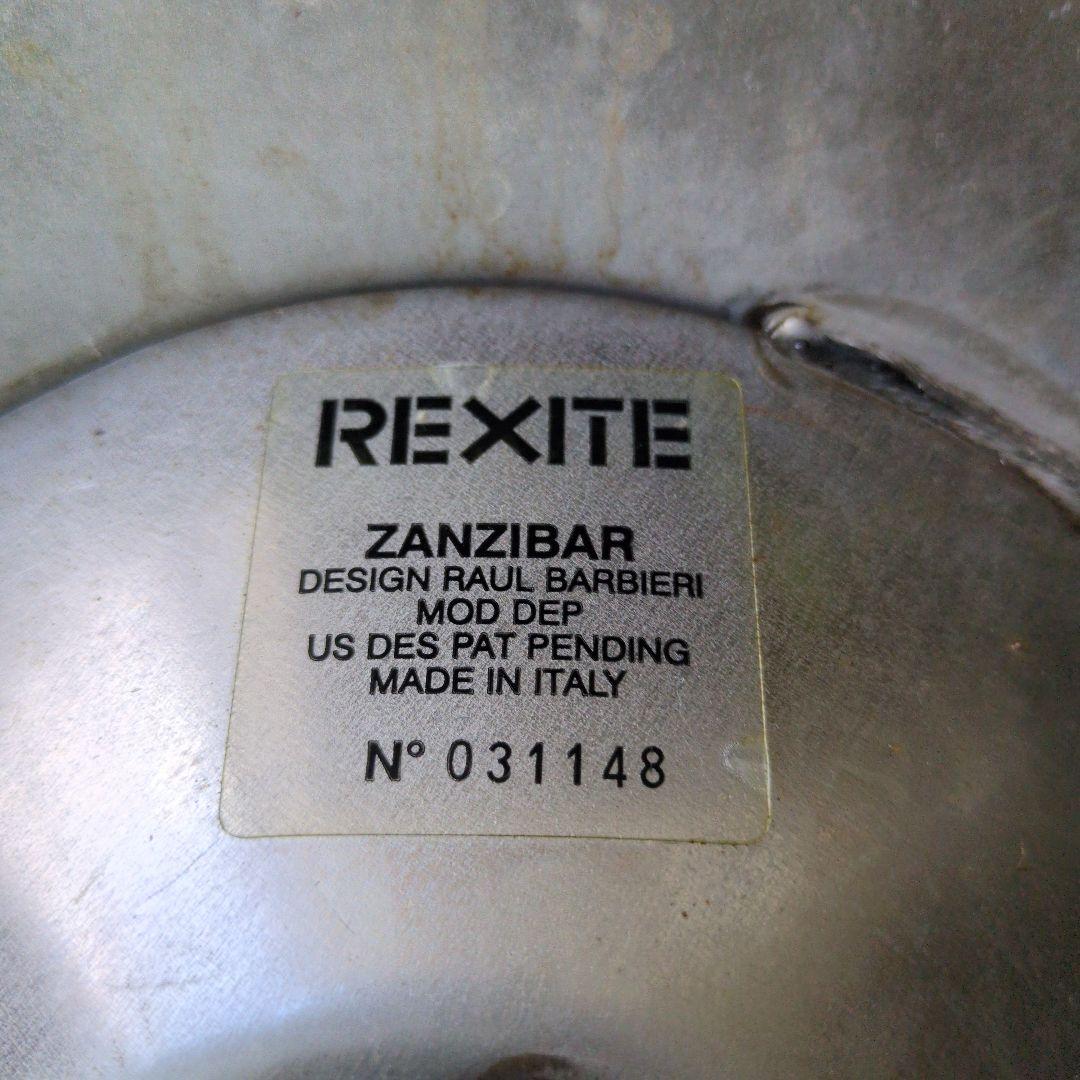 REXITE
ZANZIBAR
DESIGN RAUL BARBIERI
MOD DEP
US DES PAT PENDING
MADE IN ITALY
N° 031148